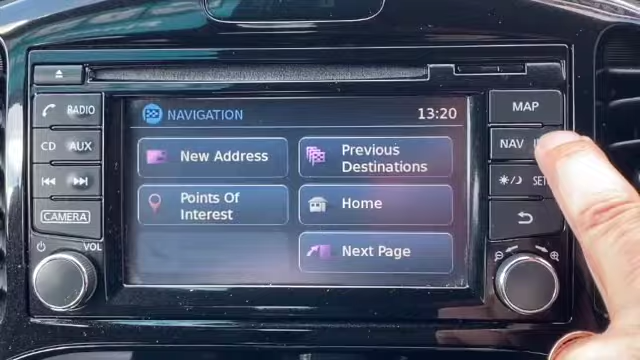 RADIO
CD AUX
CAMERA
VOL
NAVIGATION 13:20
New Address
Previous
Destinations
Points Of
Interest
Home
Next Page
MAP
NAV
SET